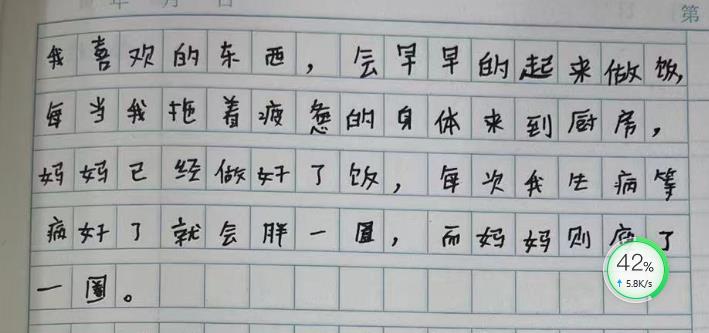 年 月 日 第
我喜欢的东西，会早早的起来做饭，
每当我拖着疲惫的身体来到厨房，
妈妈已经做好了饭，每次我生病等
病好了就会胖一圈，而妈妈则瘦了
一圈。
42%
5.8K/s